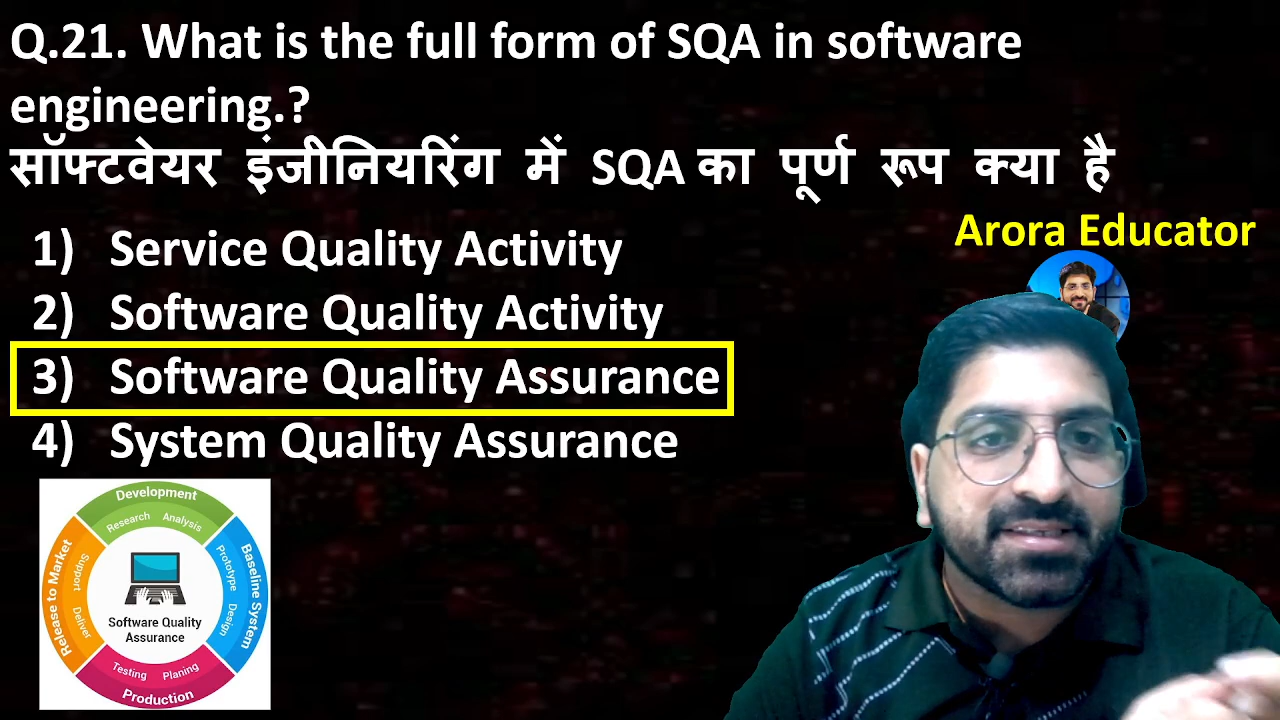 Q.21. What is the full form of SQA in software
engineering.?
सॉफ्टवेयर इंजीनियरिंग में SQA का पूर्ण रूप क्या है
Arora Educator
1) Service Quality Activity
2) Software Quality Activity
3) Software Quality Assurance
4) System Quality Assurance
Development
Research Analysis
Baseline System
Prototype Design
Release to Market
Support Deliver
Software Quality
Assurance
Testing Planning
Production